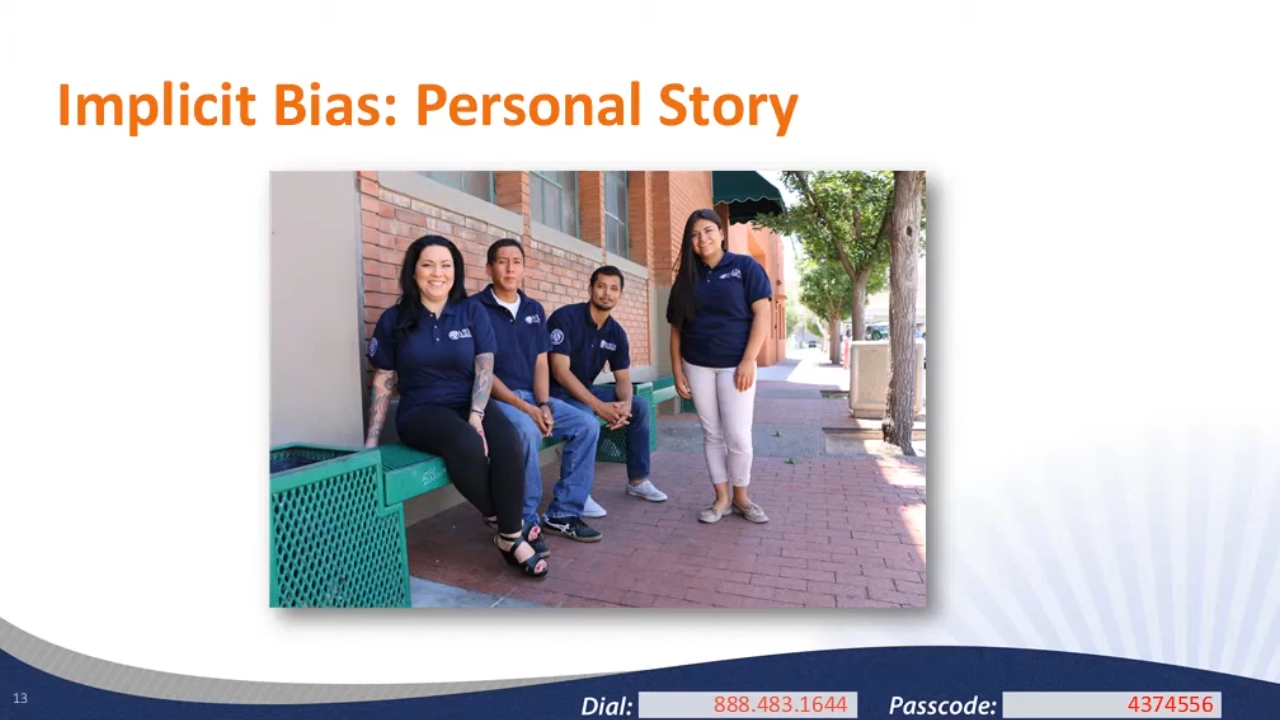 Implicit Bias: Personal Story
13
Dial: 888.483.1644
Passcode: 4374556